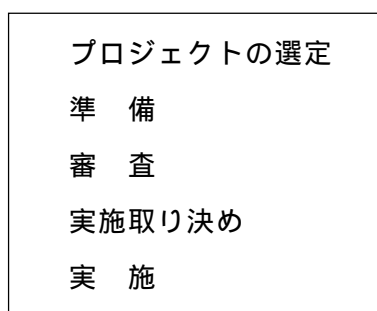 プロジェクトの選定
準　備
審　査
実施取り決め
実　施